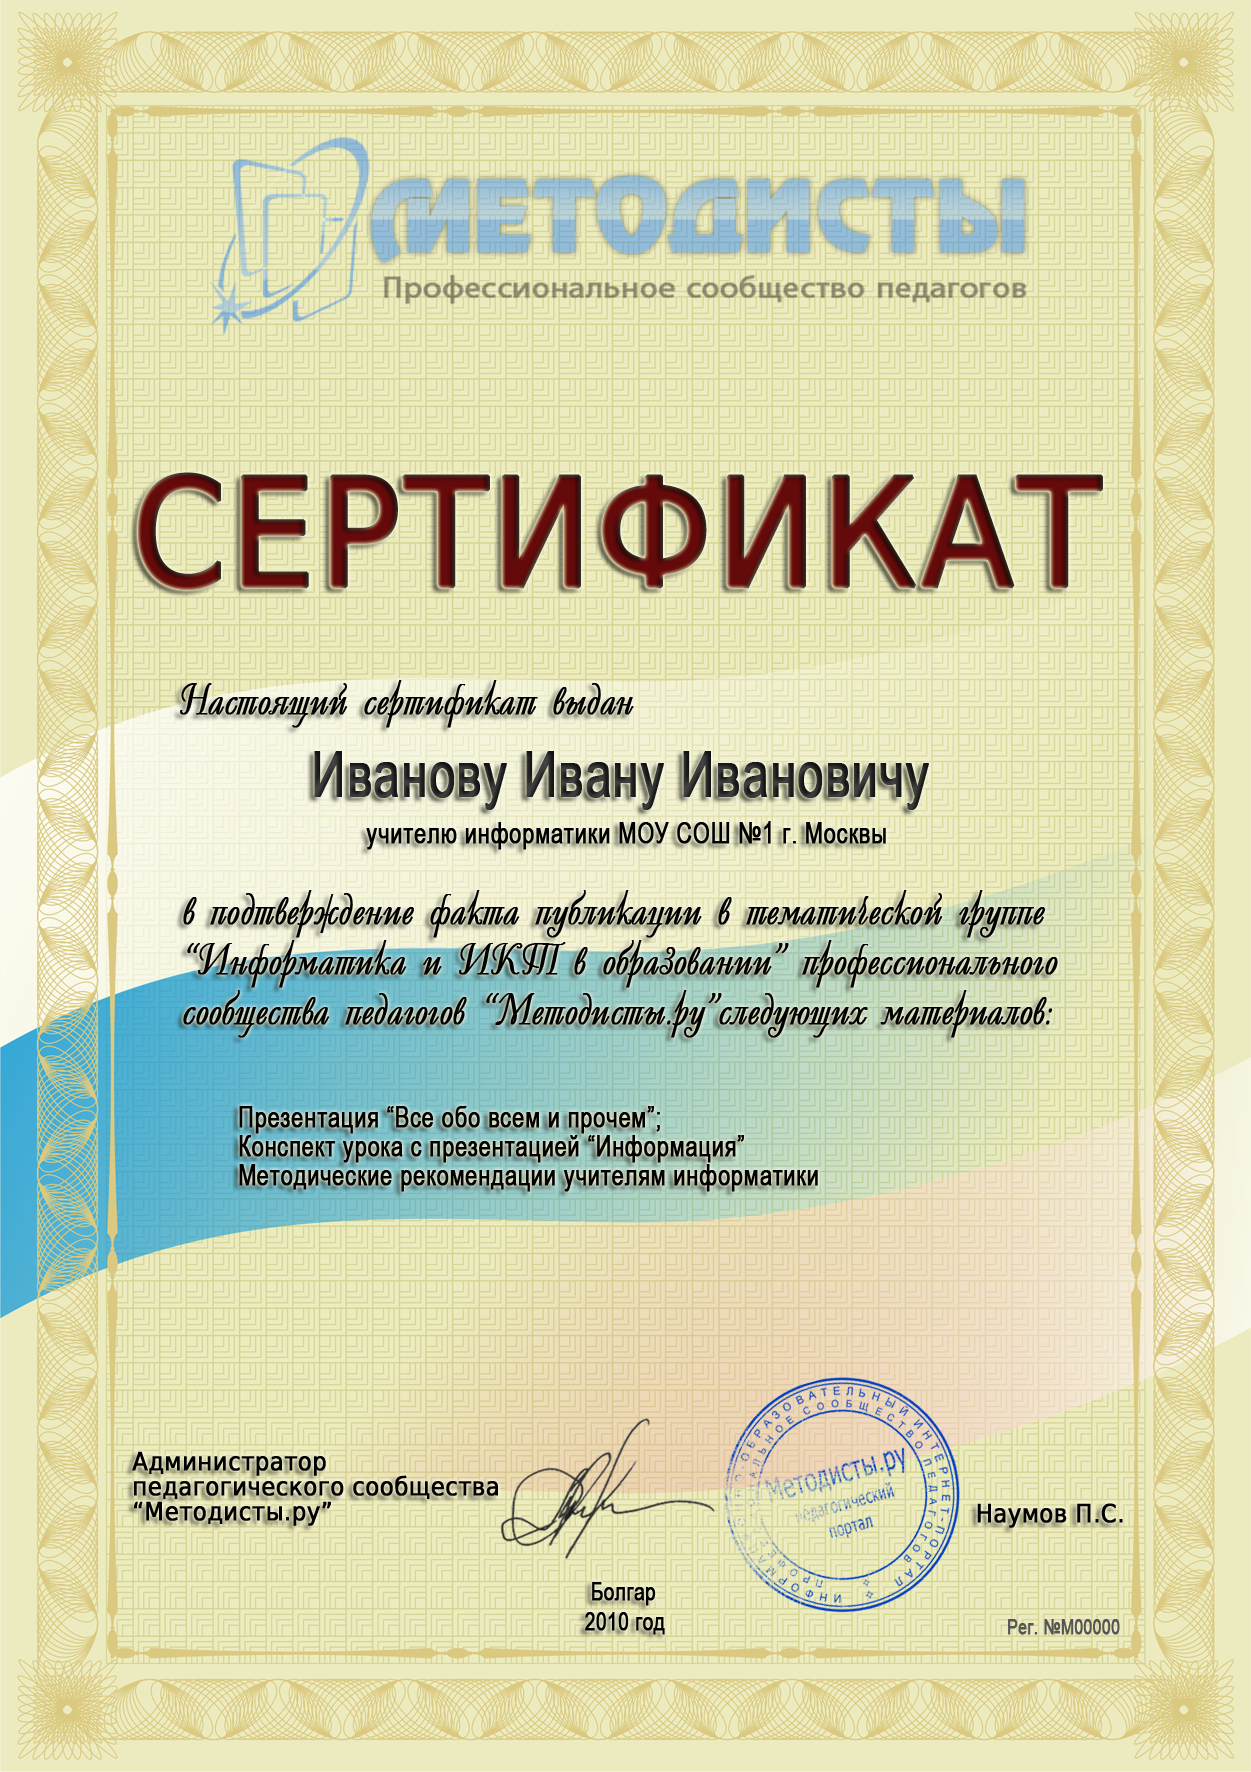 МЕТОДИСТЫ
Профессиональное сообщество педагогов
СЕРТИФИКАТ
Настоящий сертификат выдан
Иванову Ивану Ивановичу
учителю информатики МОУ СОШ №1 г. Москвы
в подтверждение факта публикации в тематической группе
“Информатика и ИКТ в образовании” профессионального
сообщества педагогов “Методисты.ру”следующих материалов:
Презентация “Все обо всем и прочем”;
Конспект урока с презентацией “Информация”
Методические рекомендации учителям информатики
Администратор
педагогического сообщества
“Методисты.ру”
ОБРАЗОВАТЕЛЬНЫЙ ИНТЕРНЕТ-ПОРТАЛ
СООБЩЕСТВО ПЕДАГОГОВ
Методисты.ру
педагогический
портал
Наумов П.С.
Болгар
2010 год
Рег. №М00000